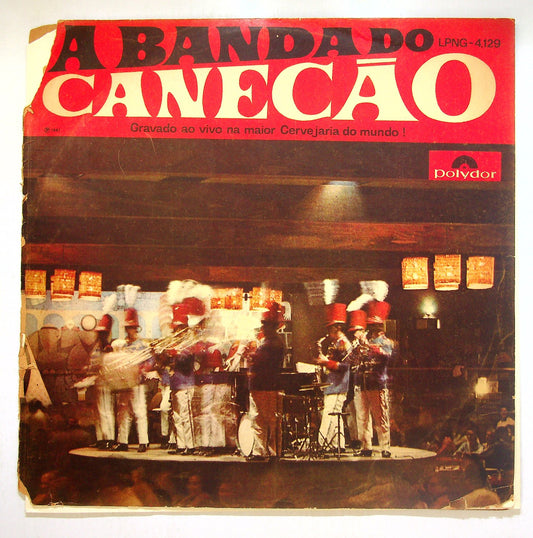 A BANDA DO
LPNG-4.129
CANECÃO
Gravado ao vivo na maior Cervejaria do mundo !
Polydor